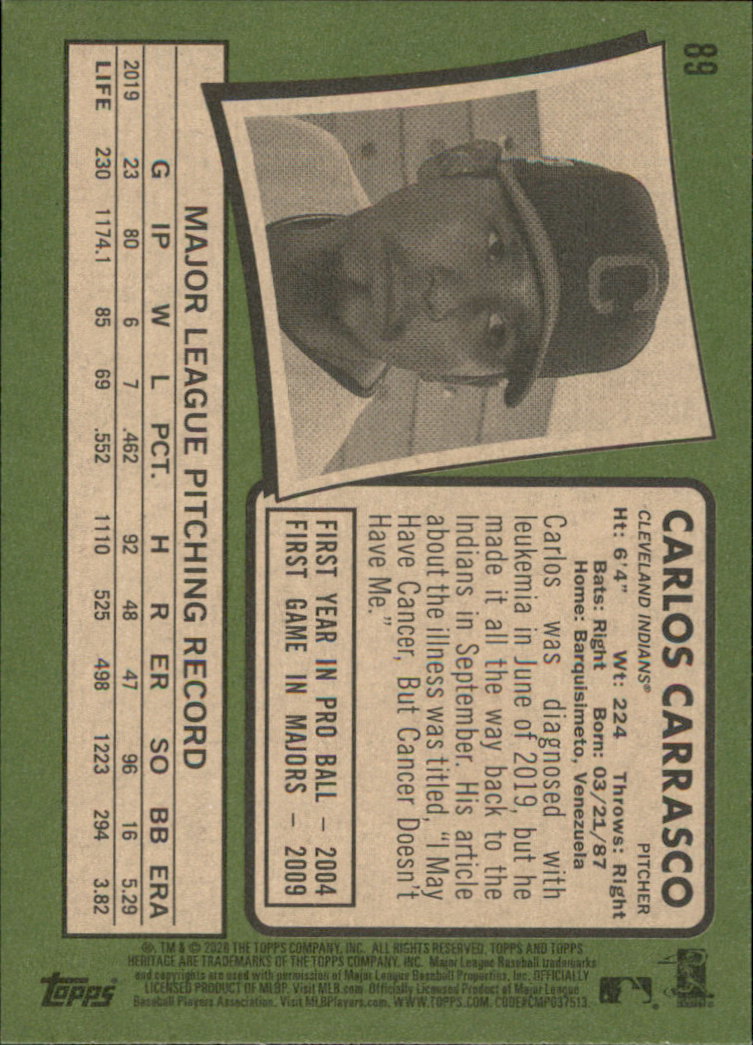 89
CARLOS CARRASCO
CLEVELAND INDIANS® PITCHER
Ht: 6'4" Wt: 224 Throws: Right
Bats: Right Born: 03/21/87
Home: Barquisimeto, Venezuela
Carlos was diagnosed with
leukemia in June of 2019, but he
made it all the way back to the
Indians in September. His article
about the illness was titled, "I May
Have Cancer, But Cancer Doesn't
Have Me."
FIRST YEAR IN PRO BALL – 2004
FIRST GAME IN MAJORS – 2009
C
MAJOR LEAGUE PITCHING RECORD
G IP W L PCT. H R ER SO BB ERA
2019 23 80 6 7 .462 92 48 47 96 16 5.29
LIFE 230 1174.1 85 69 .552 1110 525 498 1223 294 3.82
®, TM & © 2020 THE TOPPS COMPANY, INC. ALL RIGHTS RESERVED. TOPPS AND TOPPS
HERITAGE ARE TRADEMARKS OF THE TOPPS COMPANY, INC. Major League Baseball trademarks
and copyrights are used with permission of Major League Baseball Properties, Inc. OFFICIALLY
LICENSED PRODUCT OF MLBP. Visit MLB.com. Officially Licensed Product of Major League
Baseball Players Association. Visit MLBPlayers.com. WWW.TOPPS.COM. CODE#CMP037513
topps